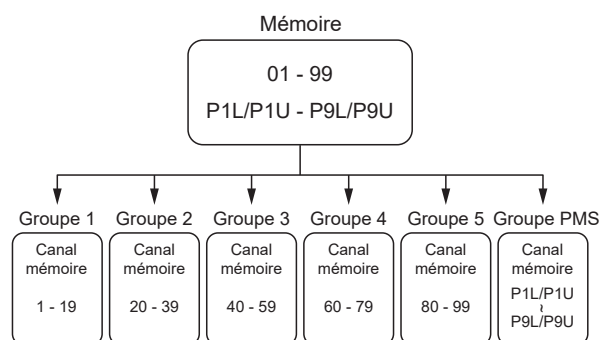 Mémoire
01 - 99
P1L/P1U - P9L/P9U
Groupe 1 Groupe 2 Groupe 3 Groupe 4 Groupe 5 Groupe PMS
Canal mémoire
1 - 19
Canal mémoire
20 - 39
Canal mémoire
40 - 59
Canal mémoire
60 - 79
Canal mémoire
80 - 99
Canal mémoire
P1L/P1U
~
P9L/P9U